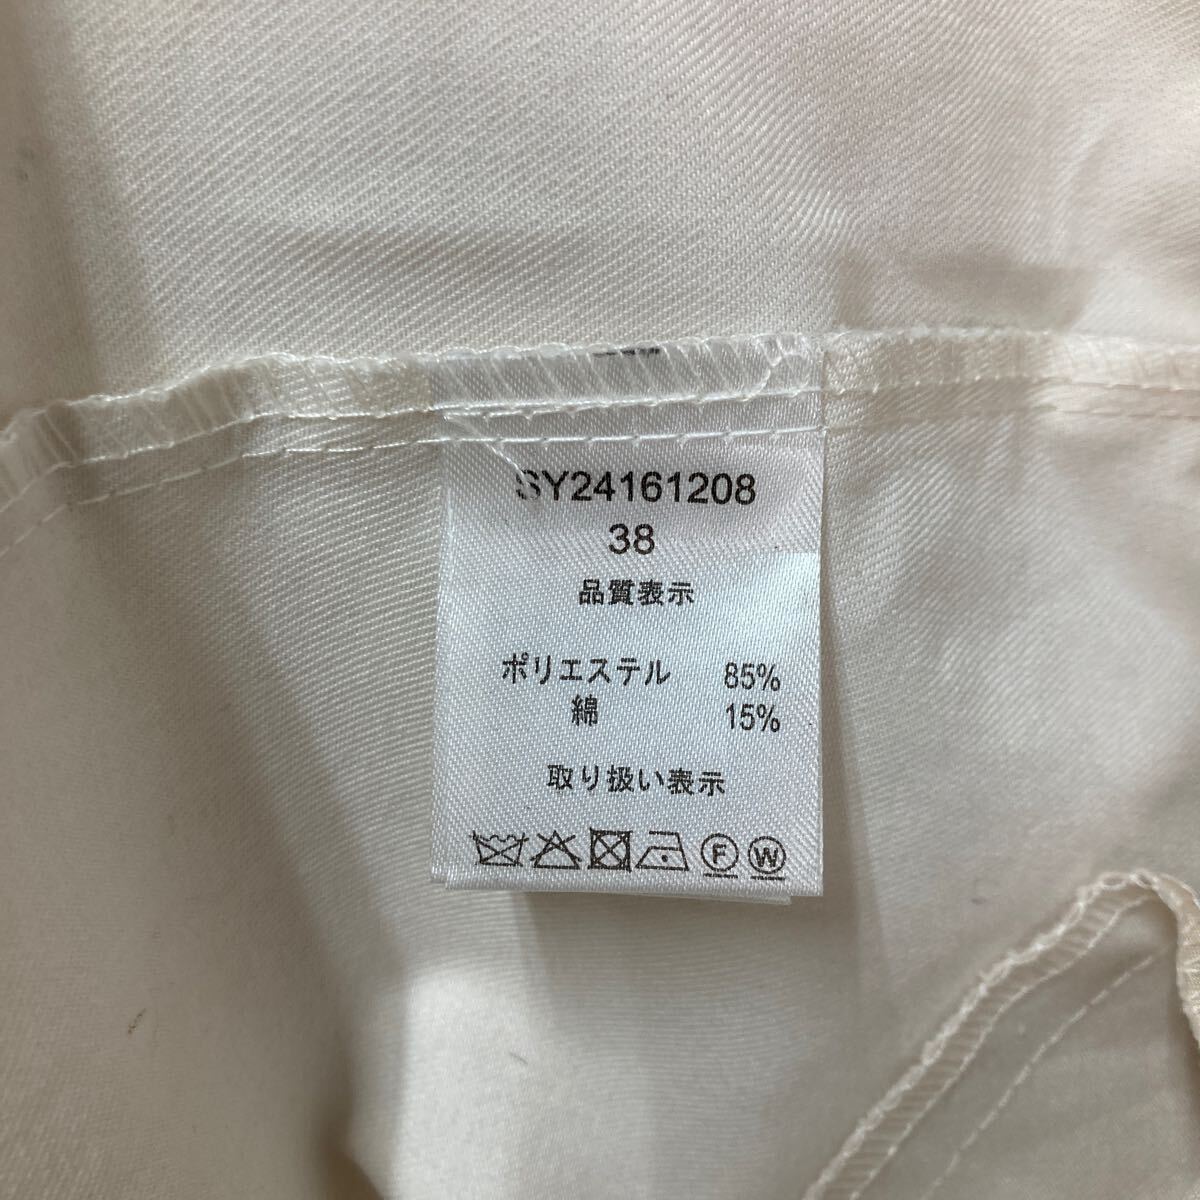 SY24161208
38
品質表示
ポリエステル 85%
綿 15%
取り扱い表示
F W